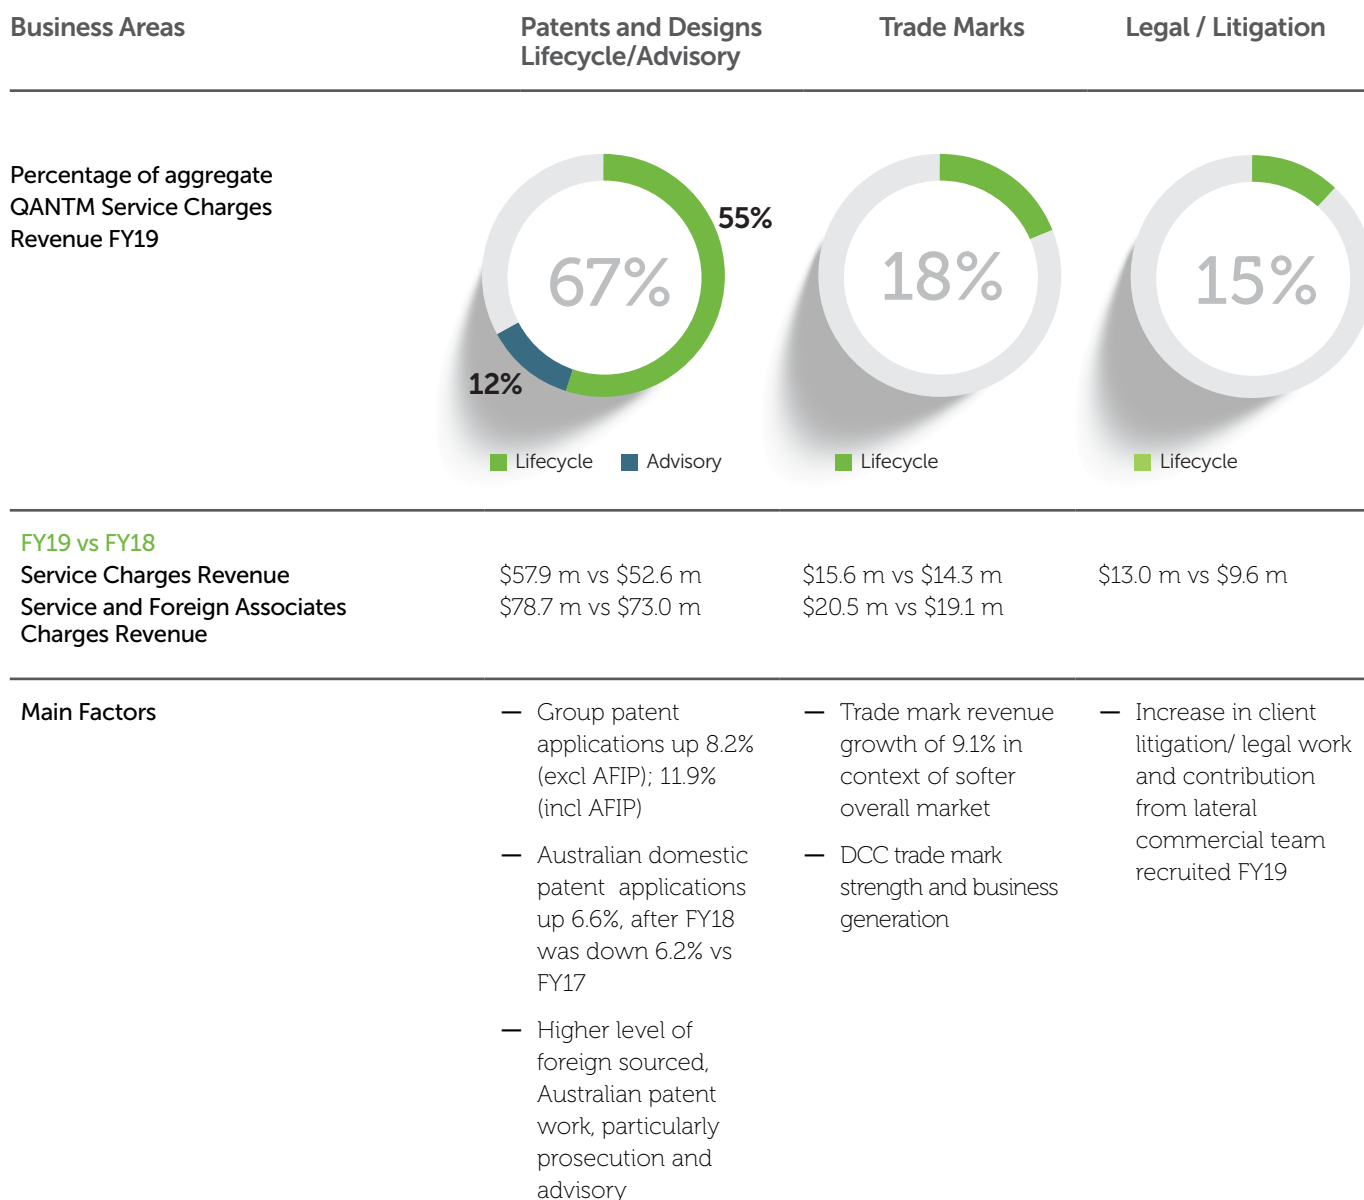 Business Areas
Patents and Designs
Lifecycle/Advisory
Trade Marks
Legal / Litigation
Percentage of aggregate
QANTM Service Charges
Revenue FY19
55%
67%
12%
Lifecycle
Advisory
18%
Lifecycle
15%
Lifecycle
FY19 vs FY18
Service Charges Revenue
$57.9 m vs $52.6 m
$15.6 m vs $14.3 m
$13.0 m vs $9.6 m
Service and Foreign Associates
Charges Revenue
$78.7 m vs $73.0 m
$20.5 m vs $19.1 m
Main Factors
— Group patent
applications up 8.2%
(excl AFIP); 11.9%
(incl AFIP)
— Australian domestic
patent applications
up 6.6%, after FY18
was down 6.2% vs
FY17
— Higher level of
foreign sourced,
Australian patent
work, particularly
prosecution and
advisory
— Trade mark revenue
growth of 9.1% in
context of softer
overall market
— DCC trade mark
strength and business
generation
— Increase in client
litigation/ legal work
and contribution
from lateral
commercial team
recruited FY19